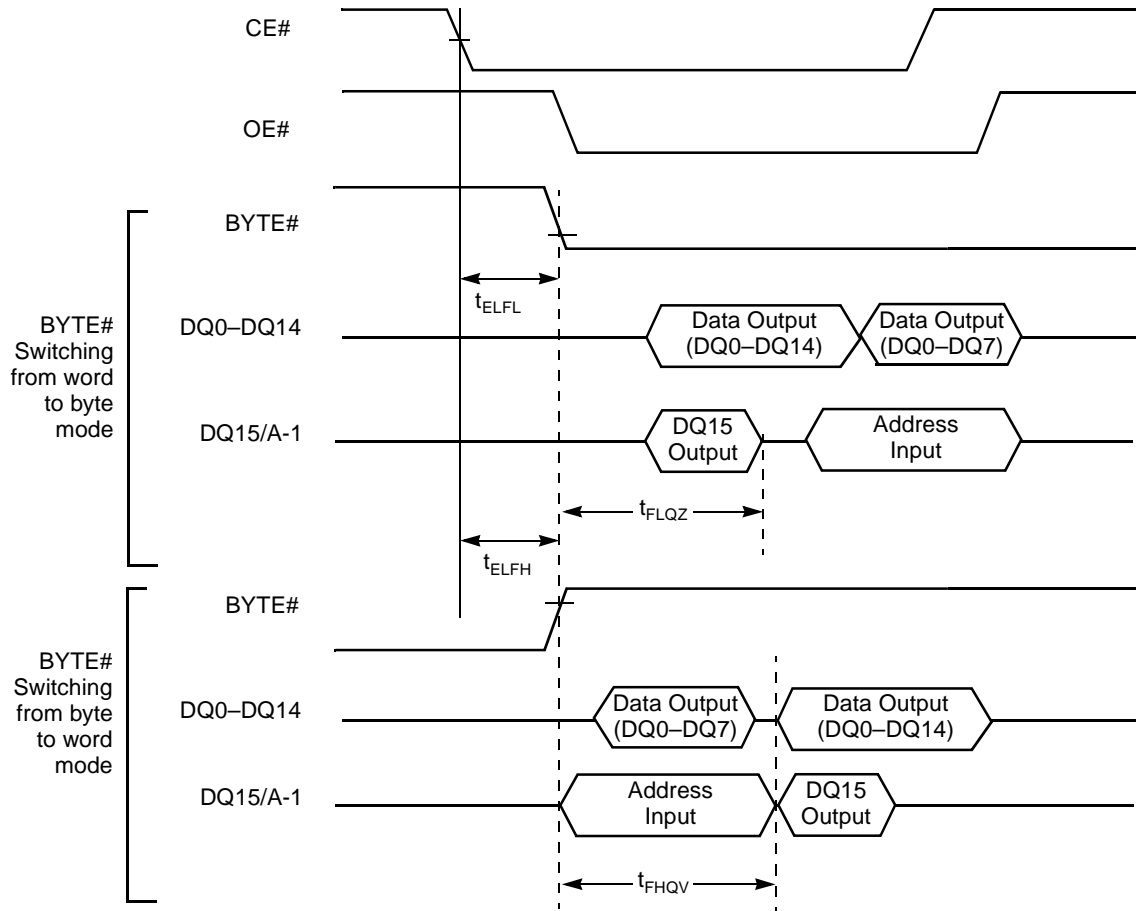 CE#
OE#
BYTE#
Switching
from word
to byte
mode
BYTE#
tELFL
DQ0–DQ14
Data Output
(DQ0–DQ14)
Data Output
(DQ0–DQ7)
DQ15/A-1
DQ15
Output
Address
Input
tFLQZ
tELFH
BYTE#
Switching
from byte
to word
mode
BYTE#
DQ0–DQ14
Data Output
(DQ0–DQ7)
Data Output
(DQ0–DQ14)
DQ15/A-1
Address
Input
DQ15
Output
tFHQV